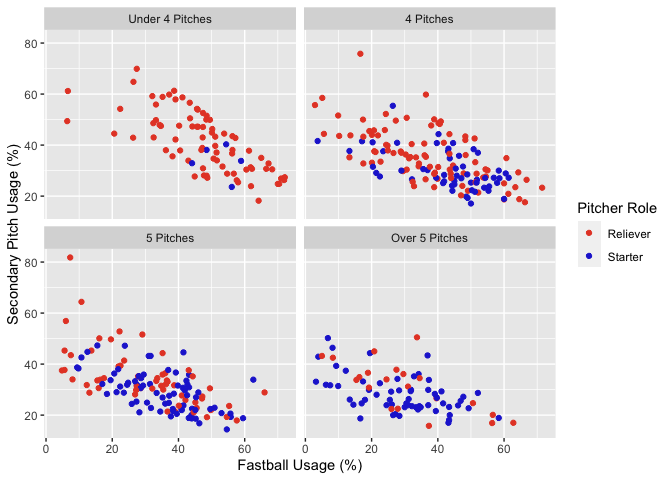 Under 4 Pitches
4 Pitches
80
60
40
20
Secondary Pitch Usage (%)
5 Pitches
Over 5 Pitches
80
60
40
20
0
20
40
60
0
20
40
60
Fastball Usage (%)
Pitcher Role
Reliever
Starter